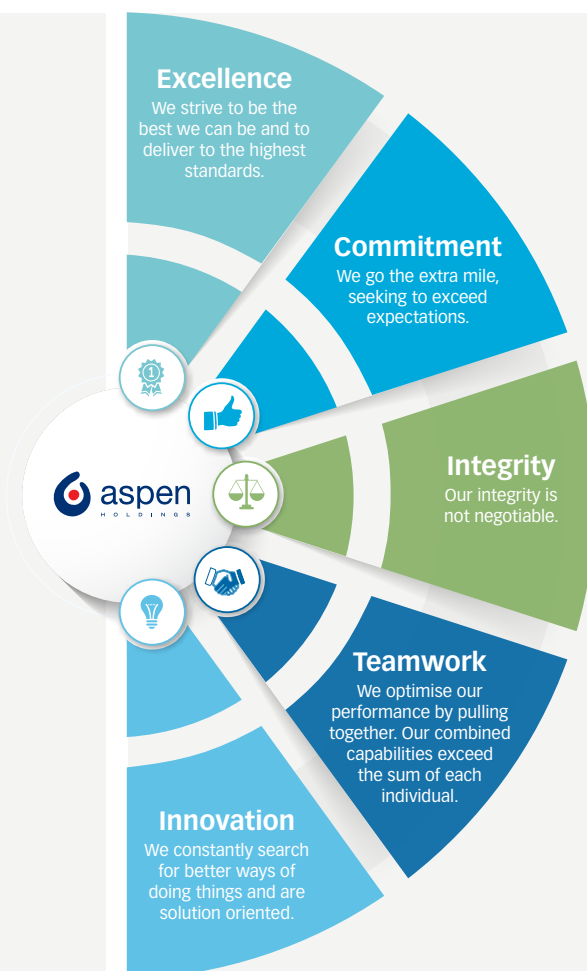 Excellence
We strive to be the
best we can be and to
deliver to the highest
standards.
Commitment
We go the extra mile,
seeking to exceed
expectations.
1
Integrity
Our integrity is
not negotiable.
aspen
HOLDINGS
Teamwork
We optimise our
performance by pulling
together. Our combined
capabilities exceed
the sum of each
individual.
Innovation
We constantly search
for better ways of
doing things and are
solution oriented.